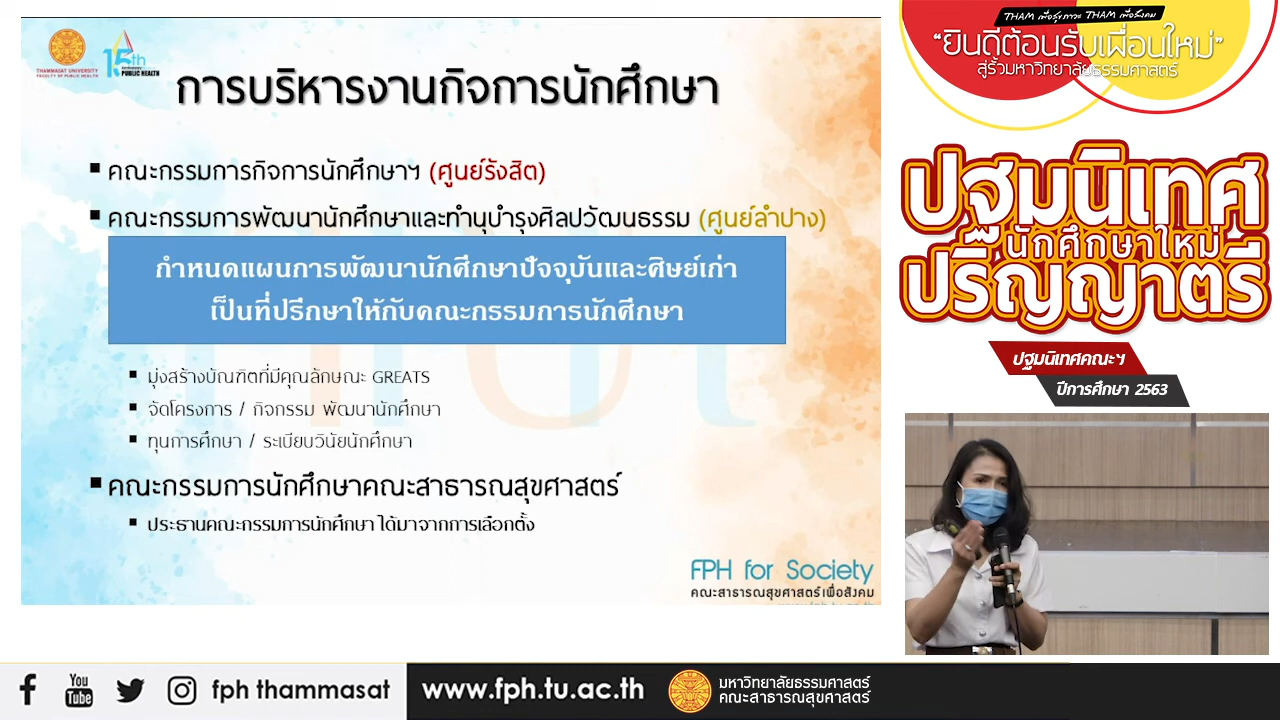 THAMMASAT UNIVERSITY
FACULTY OF PUBLIC HEALTH
15th
PUBLIC HEALTH
การบริหารงานกิจการนักศึกษา
▪ คณะกรรมการกิจการนักศึกษาฯ (ศูนย์รังสิต)
▪ คณะกรรมการพัฒนานักศึกษาและทำนุบำรุงศิลปวัฒนธรรม (ศูนย์ลำปาง)
กำหนดแผนการพัฒนานักศึกษาปัจจุบันและศิษย์เก่า
เป็นที่ปรึกษาให้กับคณะกรรมการนักศึกษา
▪ มุ่งสร้างบัณฑิตที่มีคุณลักษณะ GREATS
▪ จัดโครงการ / กิจกรรม พัฒนานักศึกษา
▪ ทุนการศึกษา / ระเบียบวินัยนักศึกษา
▪ คณะกรรมการนักศึกษาคณะสาธารณสุขศาสตร์
▪ ประธานคณะกรรมการนักศึกษา ได้มาจากการเลือกตั้ง
FPH for Society
คณะสาธารณสุขศาสตร์เพื่อสังคม
THAM เพื่อสุขภาวะ THAM เพื่อสังคม
“ยินดีต้อนรับเพื่อนใหม่”
สู่รั้วมหาวิทยาลัยธรรมศาสตร์
ปฐมนิเทศ
นักศึกษาใหม่
ปริญญาตรี
ปฐมนิเทศคณะฯ
ปีการศึกษา 2563
You
Tube
fph thammasat
www.fph.tu.ac.th
มหาวิทยาลัยธรรมศาสตร์
คณะสาธารณสุขศาสตร์